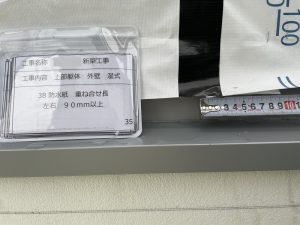 工事名称 新築工事
工事内容 上部躯体 外壁 湿式
38 防水紙 重ね合せ長
左右 90mm以上
35
100
3 4 5 6 7 8 9 10